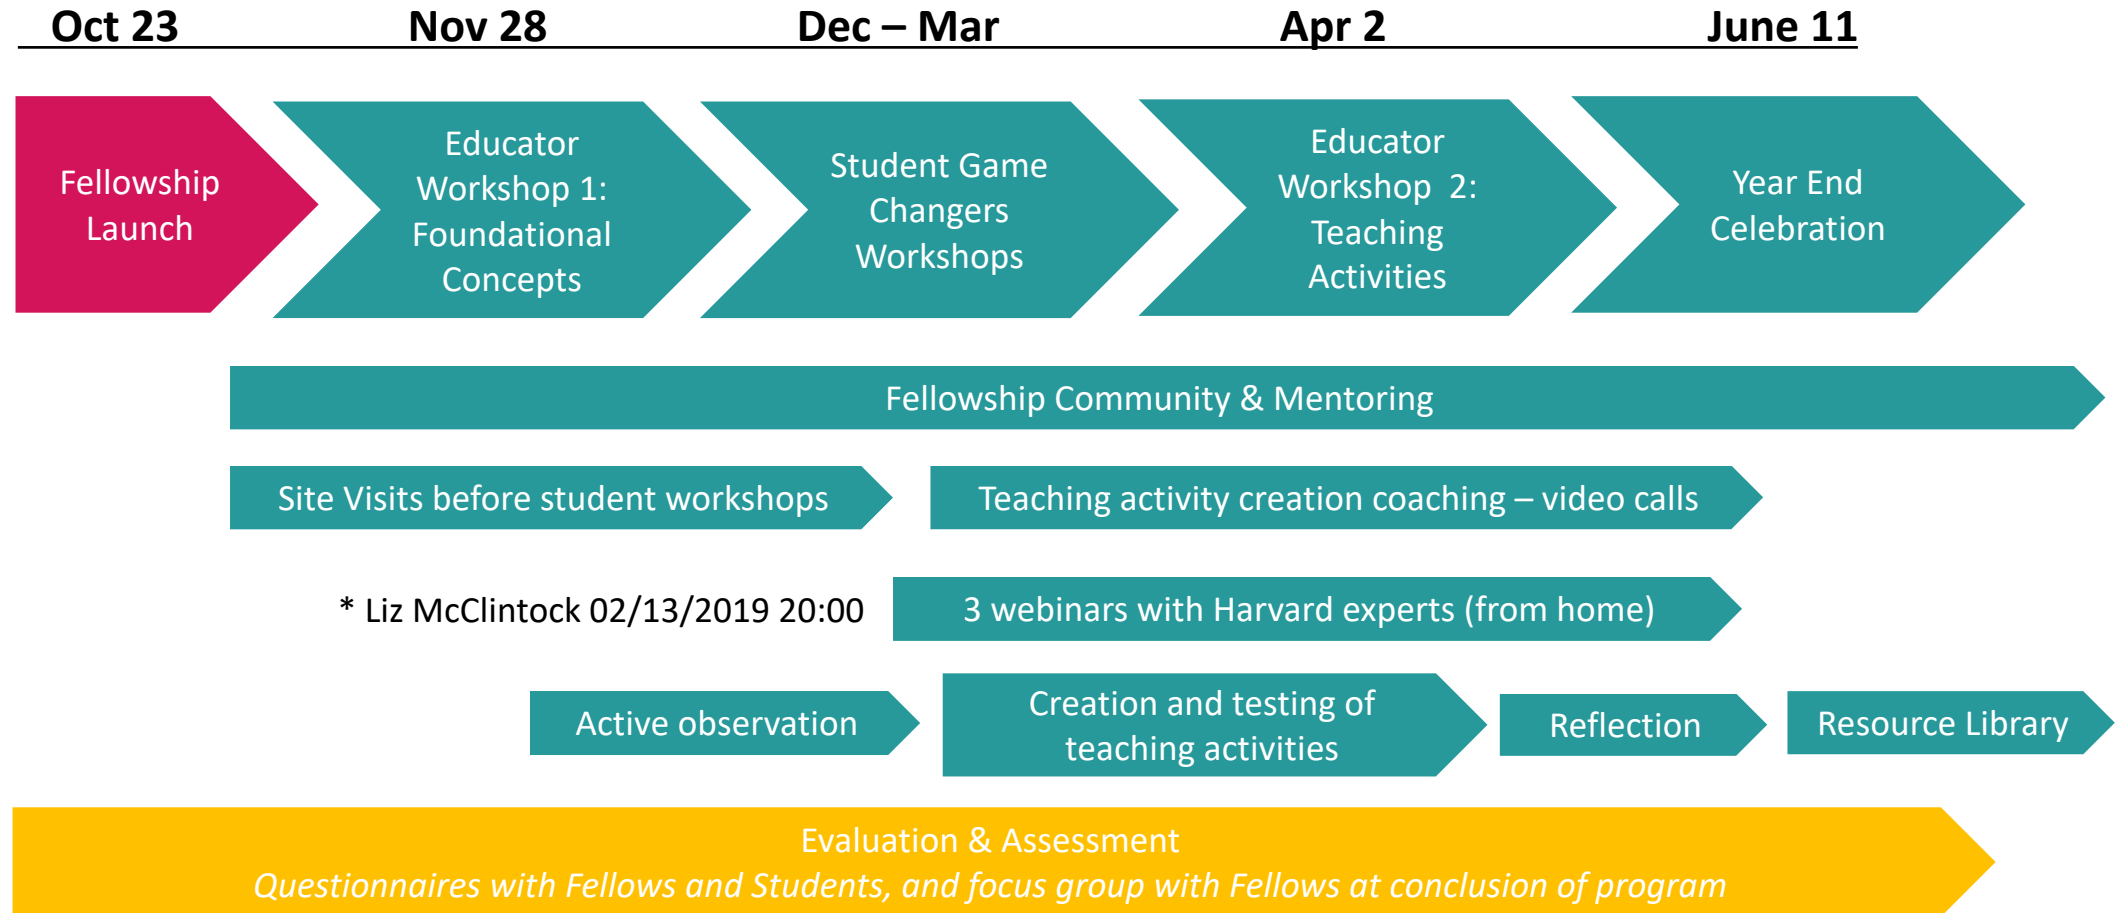 Oct 23
Nov 28
Dec – Mar
Apr 2
June 11
Fellowship
Launch
Educator
Workshop 1:
Foundational
Concepts
Student Game
Changers
Workshops
Educator
Workshop 2:
Teaching
Activities
Year End
Celebration
Fellowship Community & Mentoring
Site Visits before student workshops
Teaching activity creation coaching – video calls
* Liz McClintock 02/13/2019 20:00
3 webinars with Harvard experts (from home)
Active observation
Creation and testing of
teaching activities
Reflection
Resource Library
Evaluation & Assessment
Questionnaires with Fellows and Students, and focus group with Fellows at conclusion of program